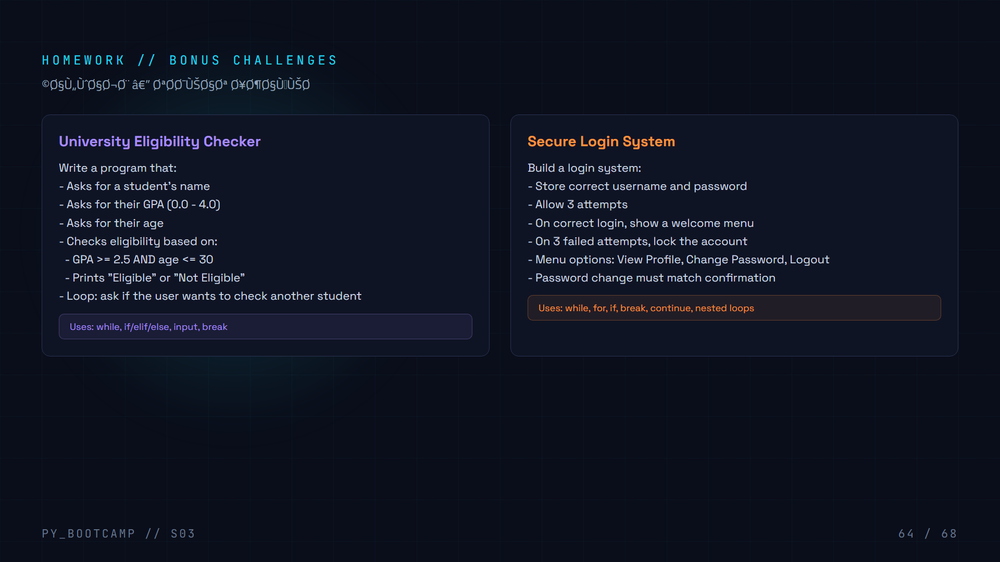 HOMEWORK // BONUS CHALLENGES
©Ø§Ù„ÙˆØ§Ø¬Ø¨ â€” ØªØØ¯ÙŠØ§Øª Ø¥Ø¶Ø§ÙÙŠØ
University Eligibility Checker
Write a program that:
- Asks for a student's name
- Asks for their GPA (0.0 - 4.0)
- Asks for their age
- Checks eligibility based on:
- GPA >= 2.5 AND age <= 30
- Prints "Eligible" or "Not Eligible"
- Loop: ask if the user wants to check another student
Uses: while, if/elif/else, input, break
Secure Login System
Build a login system:
- Store correct username and password
- Allow 3 attempts
- On correct login, show a welcome menu
- On 3 failed attempts, lock the account
- Menu options: View Profile, Change Password, Logout
- Password change must match confirmation
Uses: while, for, if, break, continue, nested loops
PY_BOOTCAMP // S03
64 / 68